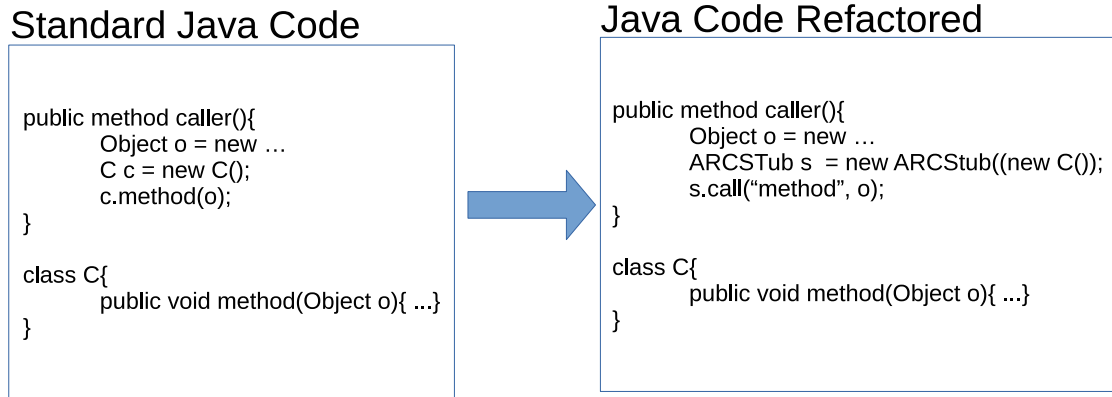 Standard Java Code
public method caller(){
Object o = new …
C c = new C();
c.method(o);
}
class C{
public void method(Object o){ ...}
}
Java Code Refactored
public method caller(){
Object o = new …
ARCSTub s  = new ARCStub((new C());
s.call(“method”, o);
}
class C{
public void method(Object o){ ...}
}